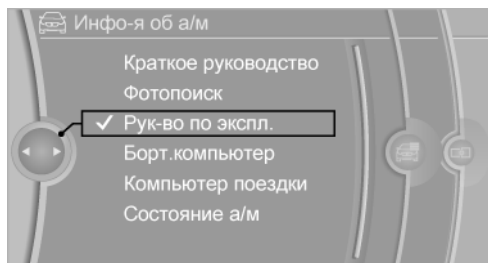 Инфо-я об а/м
Краткое руководство
Фотопоиск
Рук-во по экспл.
Борт.компьютер
Компьютер поездки
Состояние а/м